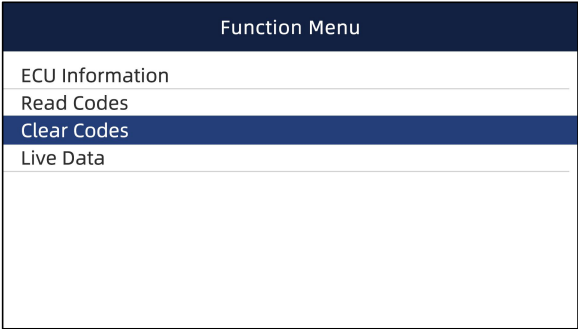 Function Menu
ECU Information
Read Codes
Clear Codes
Live Data